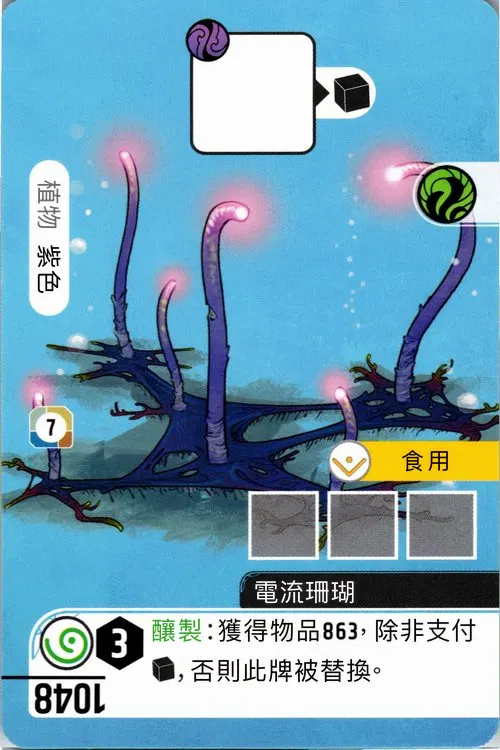 植物 紫色
7
食用
電流珊瑚
3 釀製：獲得物品863，除非支付
，否則此牌被替換。
1048